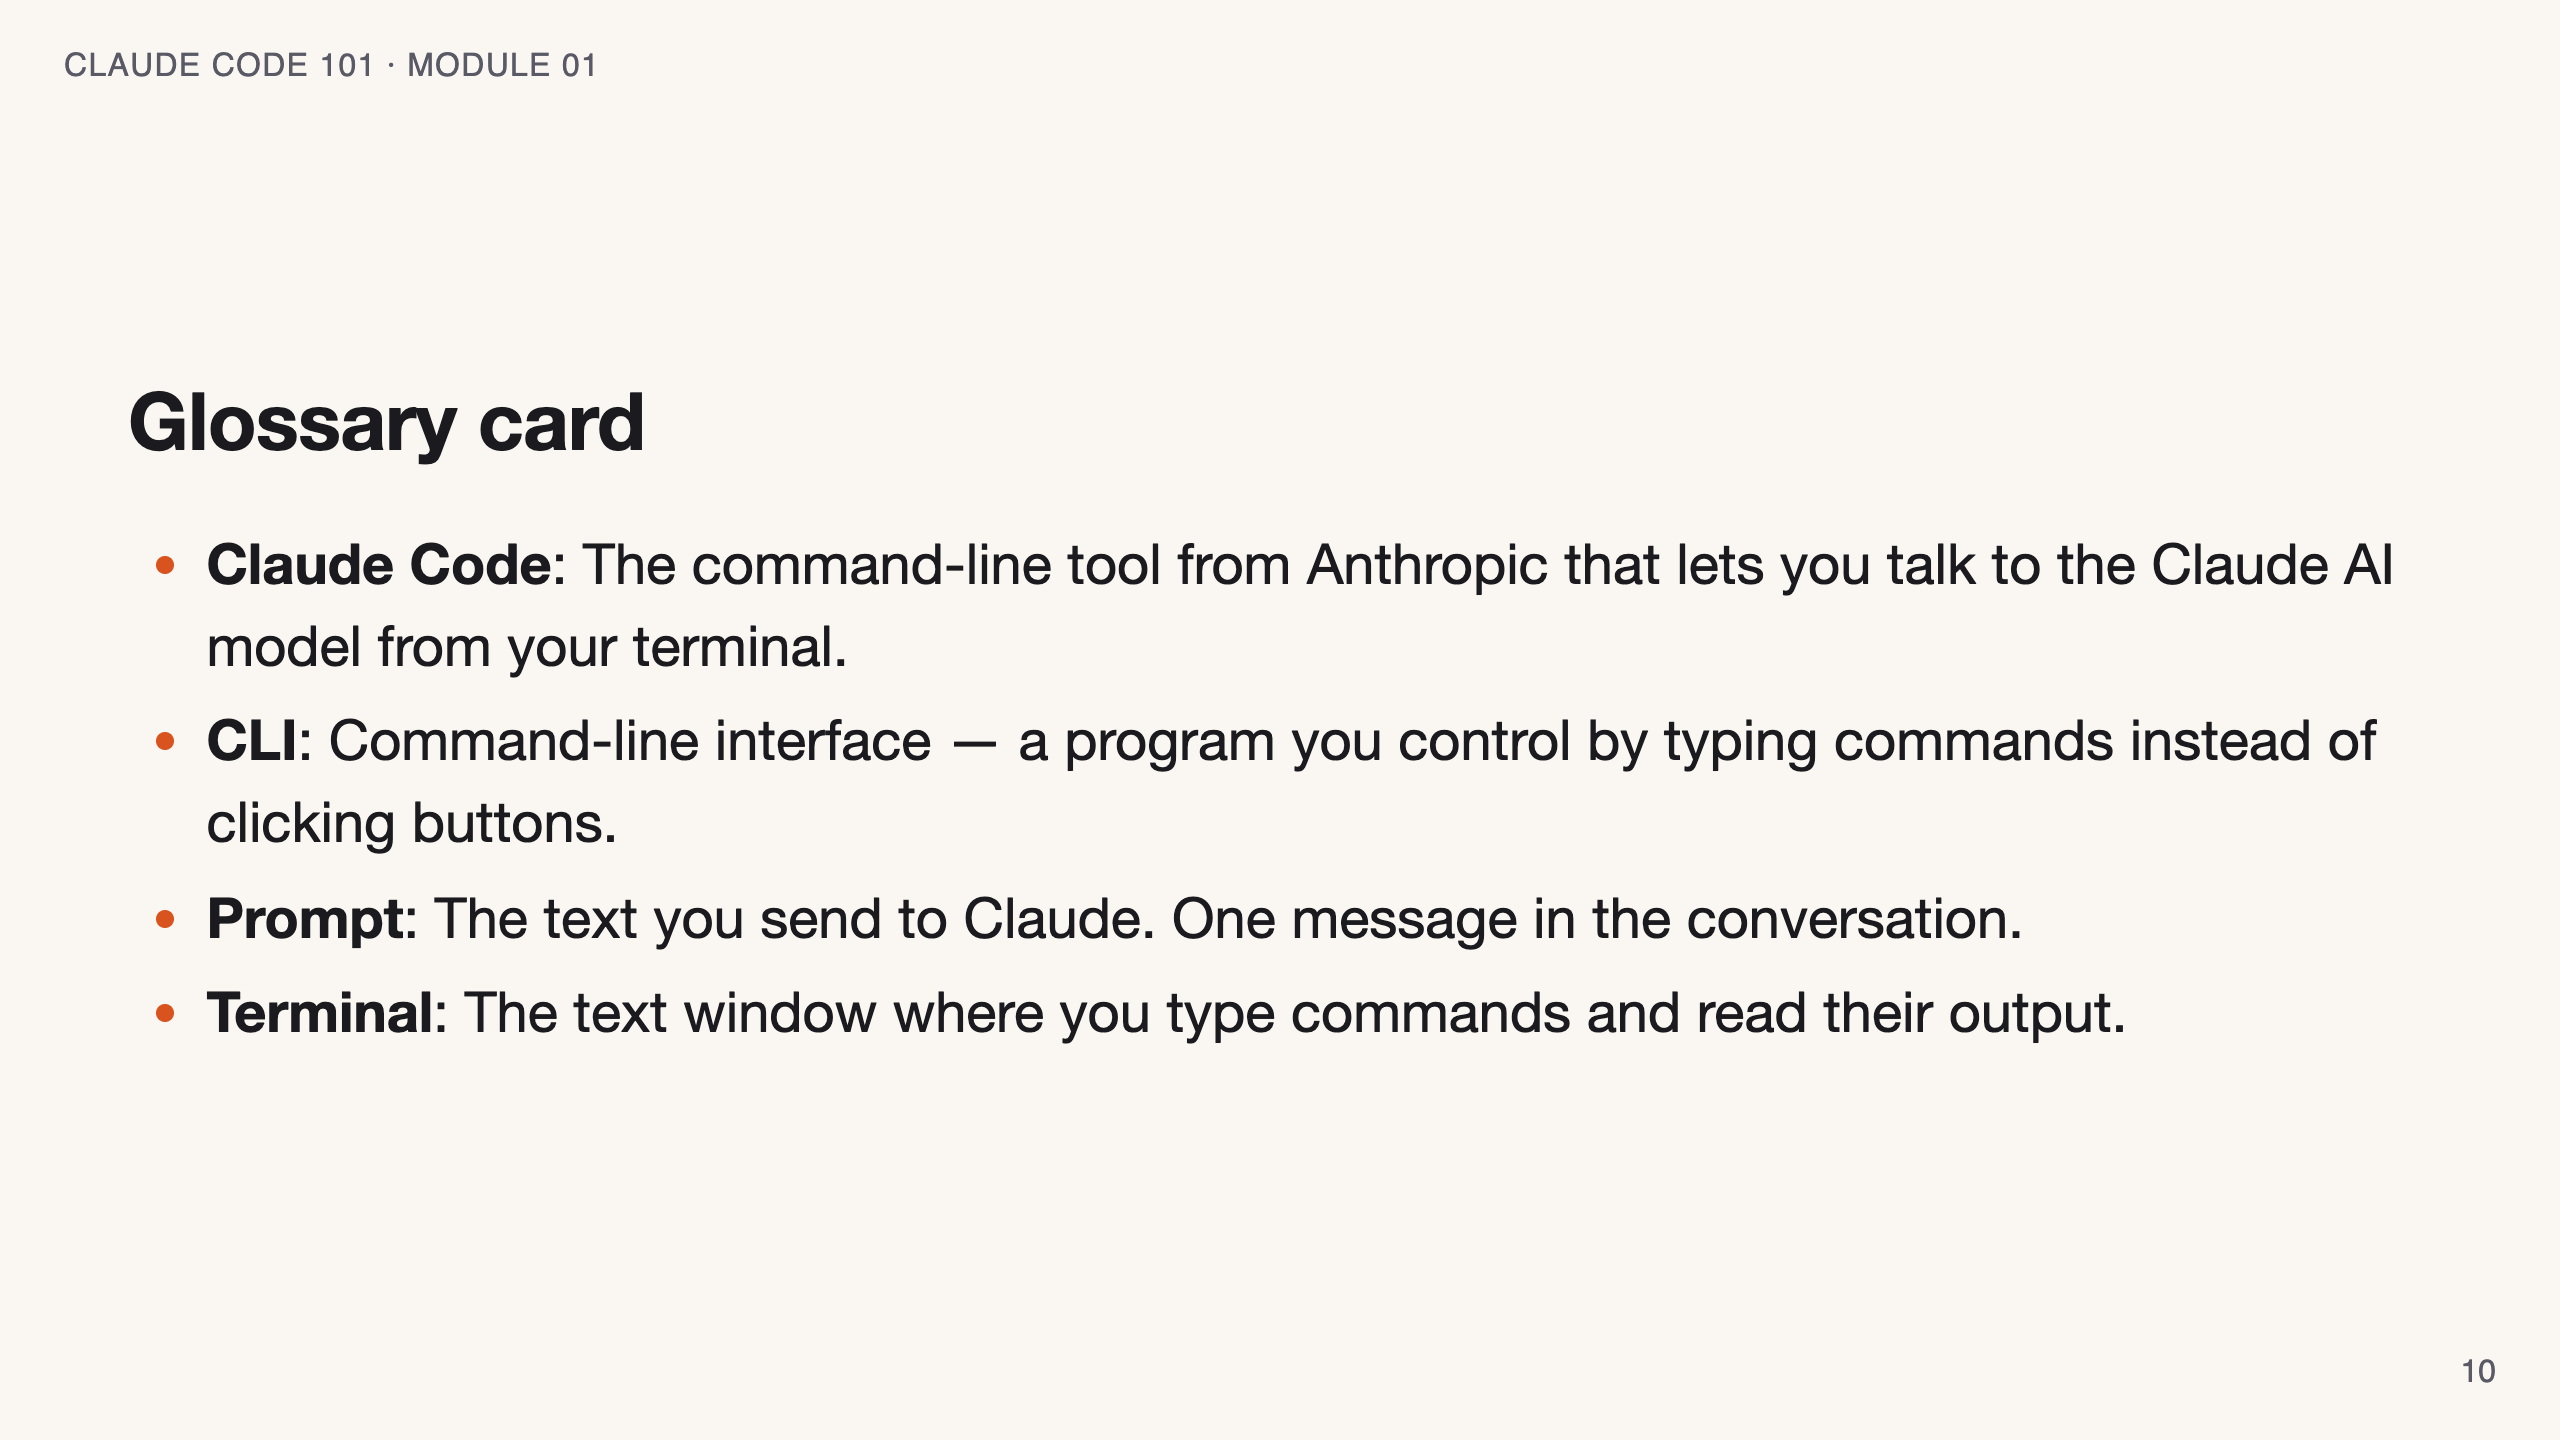 CLAUDE CODE 101 · MODULE 01
Glossary card
• Claude Code: The command-line tool from Anthropic that lets you talk to the Claude AI
model from your terminal.
• CLI: Command-line interface — a program you control by typing commands instead of
clicking buttons.
• Prompt: The text you send to Claude. One message in the conversation.
• Terminal: The text window where you type commands and read their output.
10